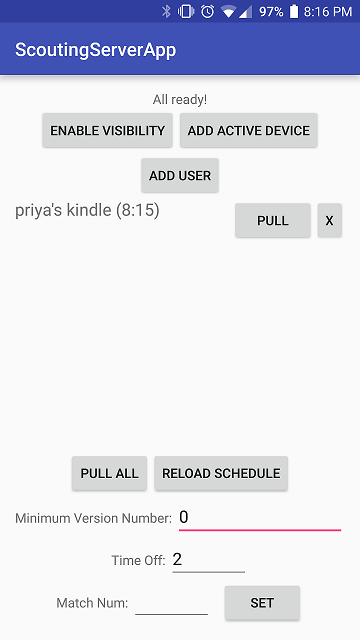 97% 8:16 PM
ScoutingServerApp
All ready!
ENABLE VISIBILITY ADD ACTIVE DEVICE
ADD USER
priya's kindle (8:15) PULL X
PULL ALL RELOAD SCHEDULE
Minimum Version Number: 0
Time Off: 2
Match Num: SET